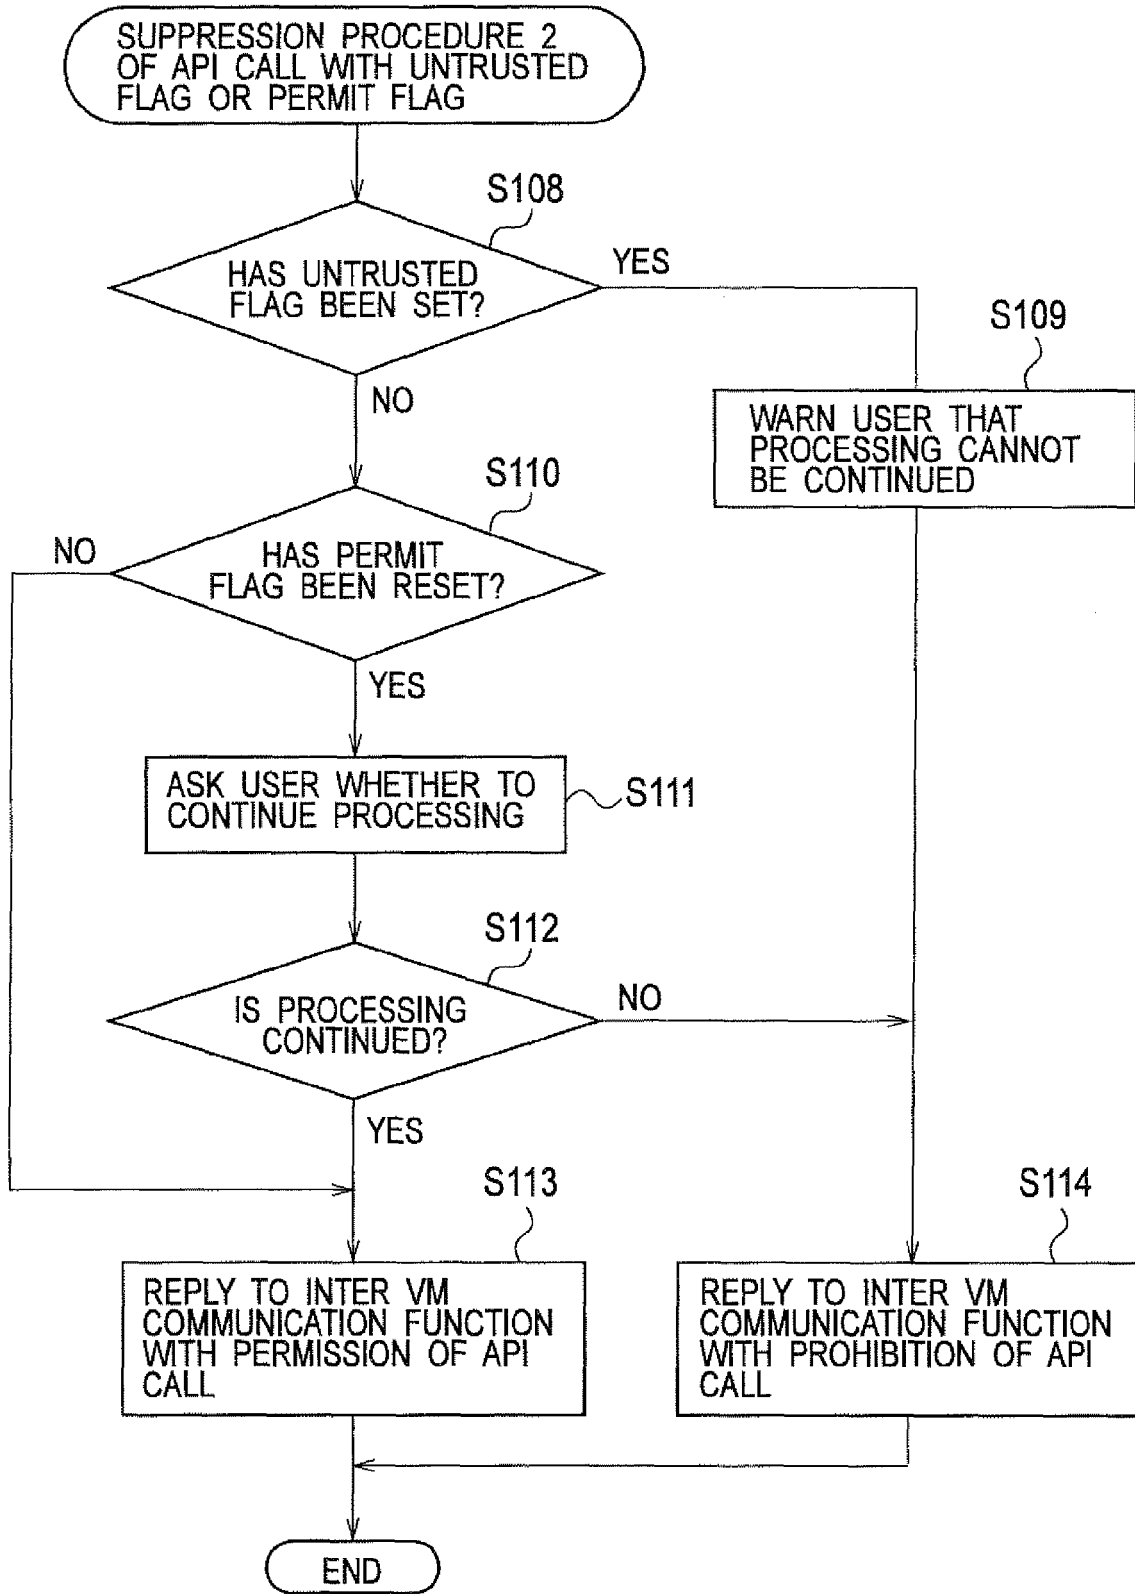 SUPPRESSION PROCEDURE 2
OF API CALL WITH UNTRUSTED
FLAG OR PERMIT FLAG
S108
HAS UNTRUSTED
FLAG BEEN SET?
YES
NO
S109
WARN USER THAT
PROCESSING CANNOT
BE CONTINUED
S110
HAS PERMIT
FLAG BEEN RESET?
NO
YES
ASK USER WHETHER TO
CONTINUE PROCESSING
S111
S112
IS PROCESSING
CONTINUED?
NO
YES
S113
REPLY TO INTER VM
COMMUNICATION FUNCTION
WITH PERMISSION OF API
CALL
S114
REPLY TO INTER VM
COMMUNICATION FUNCTION
WITH PROHIBITION OF API
CALL
END